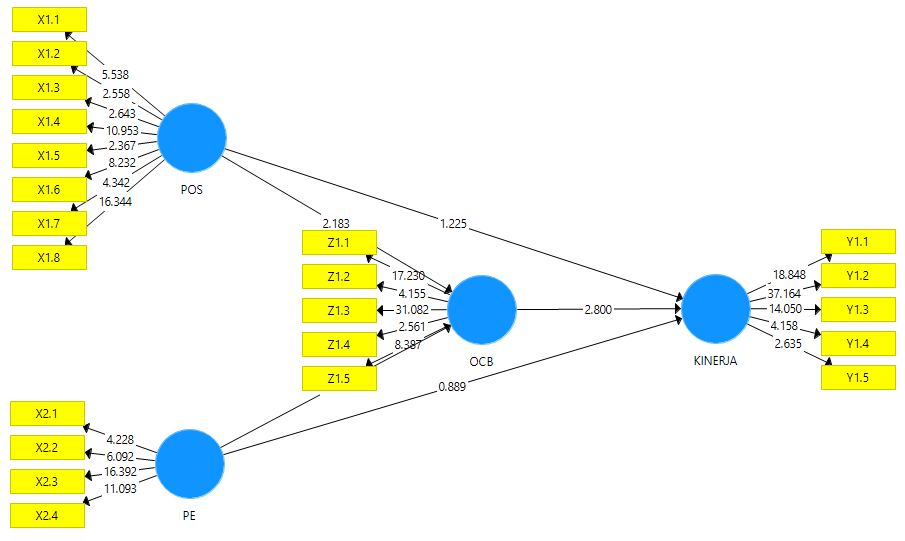 X1.1
X1.2
X1.3
X1.4
X1.5
X1.6
X1.7
X1.8
5.538
2.558
2.643
10.953
2.367
8.232
4.342
16.344
POS
2.183
1.225
Z1.1
Z1.2
Z1.3
Z1.4
Z1.5
17.230
4.155
31.082
2.561
8.387
OCB
2.800
0.889
KINERJA
18.848
37.164
14.050
4.158
2.635
Y1.1
Y1.2
Y1.3
Y1.4
Y1.5
X2.1
X2.2
X2.3
X2.4
4.228
6.092
16.392
11.093
PE